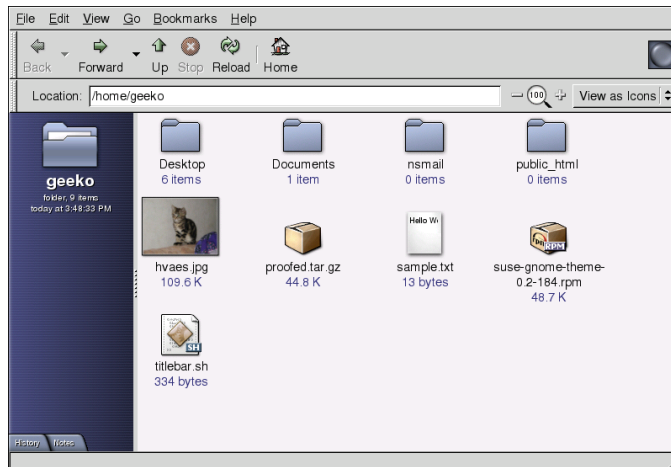 File Edit View Go Bookmarks Help
Back Forward Up Stop Reload Home
Location: /home/geeko 100 View as Icons
geeko
folder, 9 items
today at 3:48:33 PM
Desktop Documents nsmail public_html
6 items 1 item 0 items 0 items
Hello W
rpm RPM
hvaes.jpg proofed.tar.gz sample.txt suse-gnome-theme-
109.6 K 44.8 K 13 bytes 0.2-184.rpm
48.7 K
SH
titlebar.sh
334 bytes
History Notes